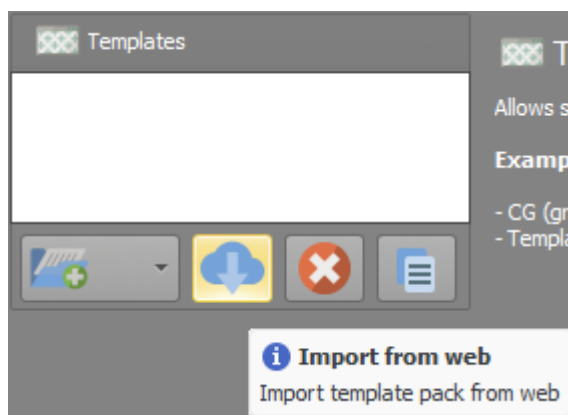 Templates
T
Allows s
Examp
- CG (gr
- Templa
Import from web
Import template pack from web